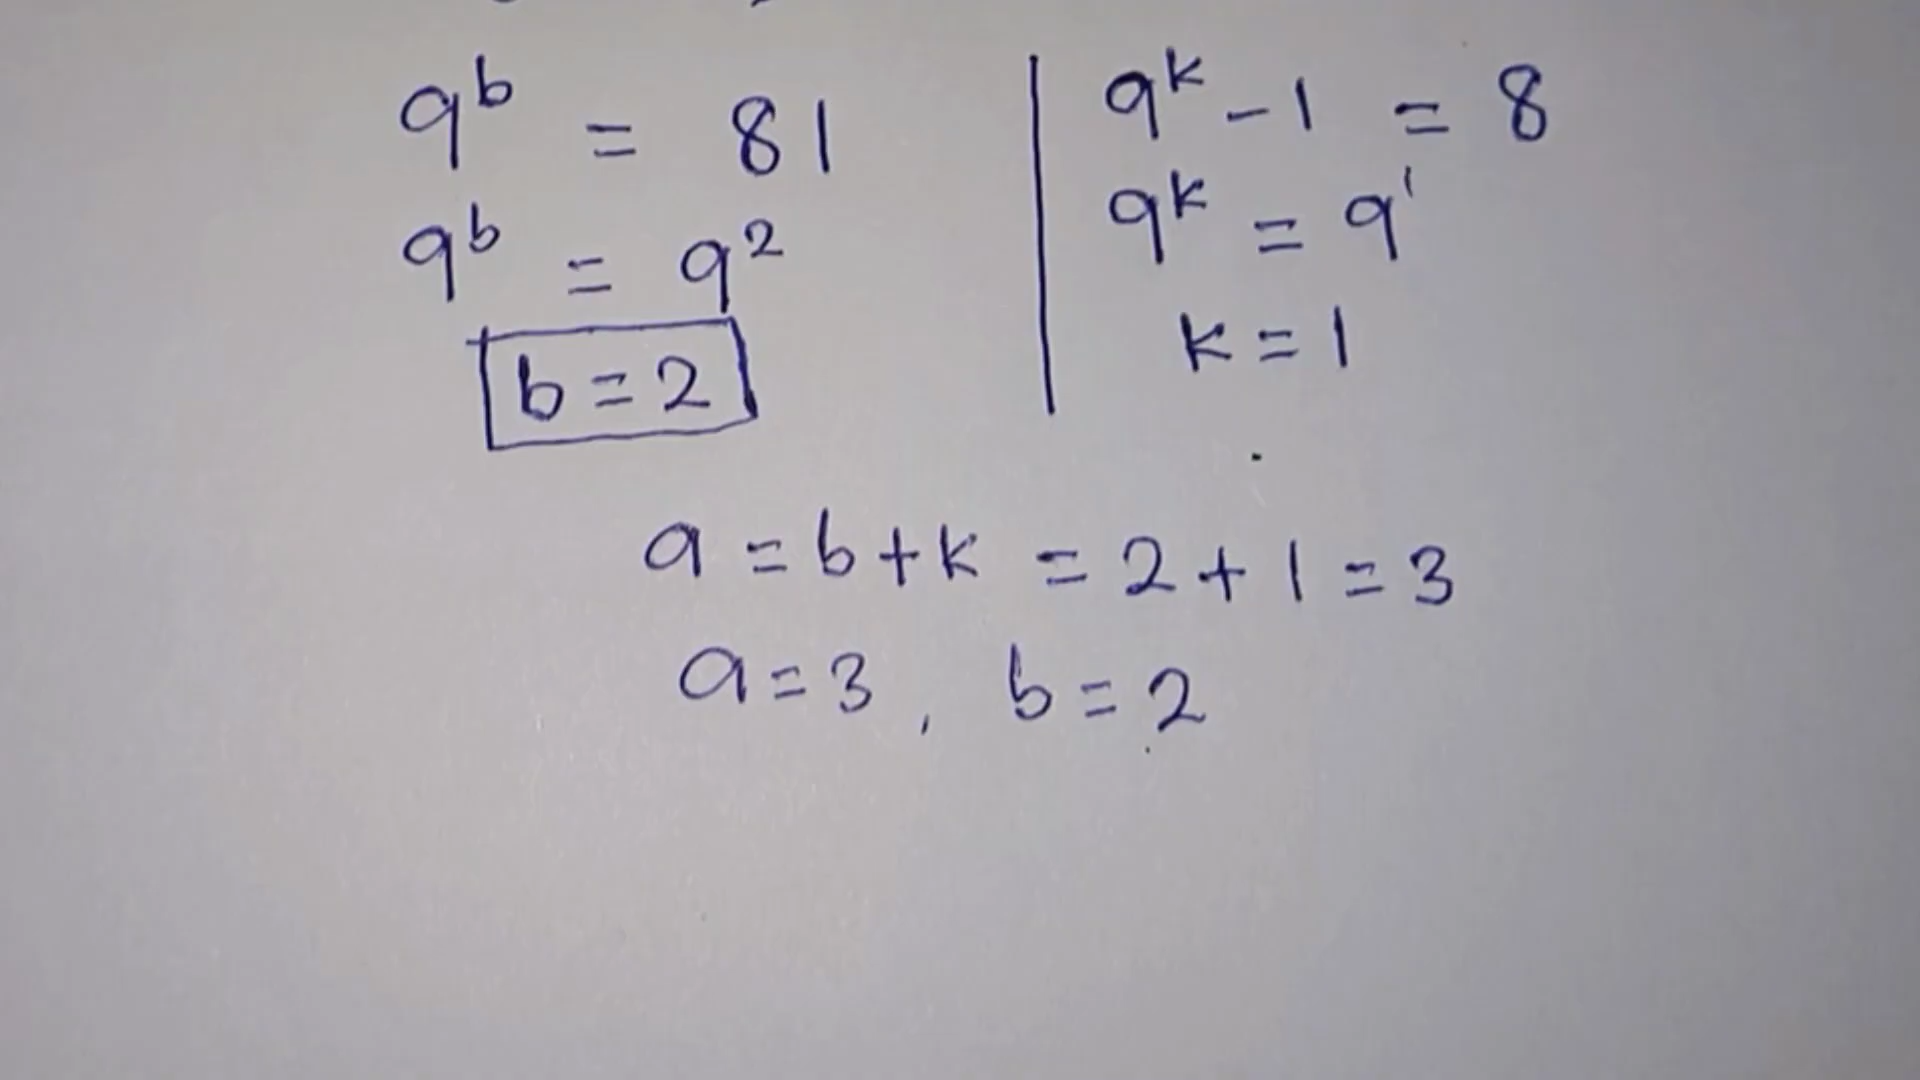 9^b = 81
9^b = 9^2
b = 2
9^k - 1 = 8
9^k = 9^1
k = 1
a = b + k = 2 + 1 = 3
a = 3 , b = 2